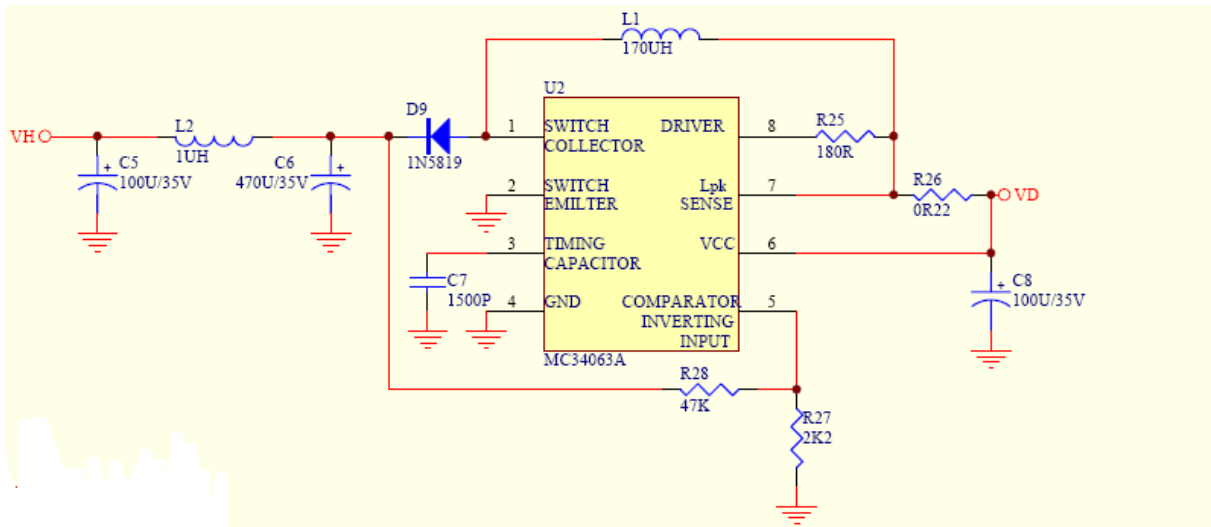 L1
170UH
U2
D9
1N5819
VH
L2
1UH
C5
100U/35V
C6
470U/35V
1
SWITCH
COLLECTOR
DRIVER
8
R25
180R
2
SWITCH
EMILTER
Lpk
SENSE
7
R26
0R22
VD
3
TIMING
CAPACITOR
VCC
6
C7
1500P
C8
100U/35V
4
GND
COMPARATOR
INVERTING
INPUT
5
MC34063A
R28
47K
R27
2K2
+
+
+